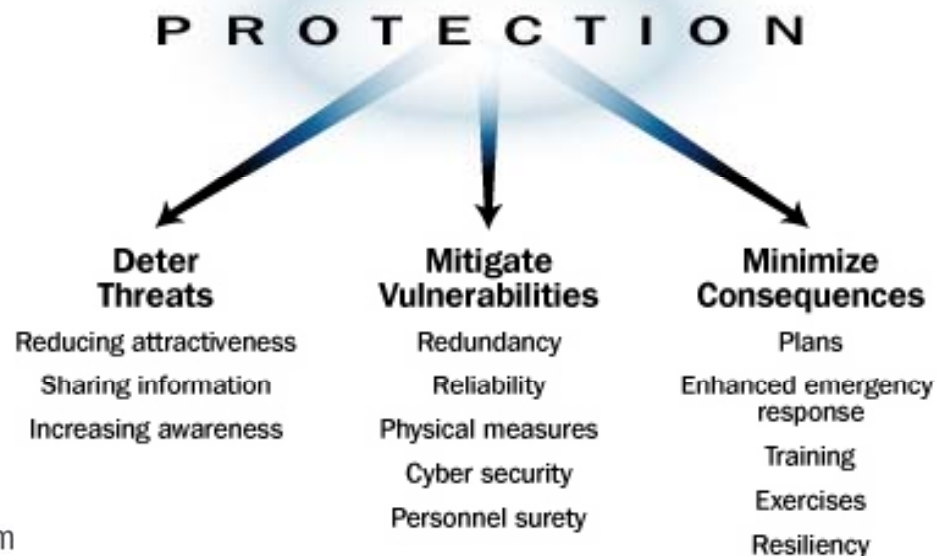 PROTECTION
Deter
Threats
Reducing attractiveness
Sharing information
Increasing awareness
Mitigate
Vulnerabilities
Redundancy
Reliability
Physical measures
Cyber security
Personnel surety
Minimize
Consequences
Plans
Enhanced emergency
response
Training
Exercises
Resiliency